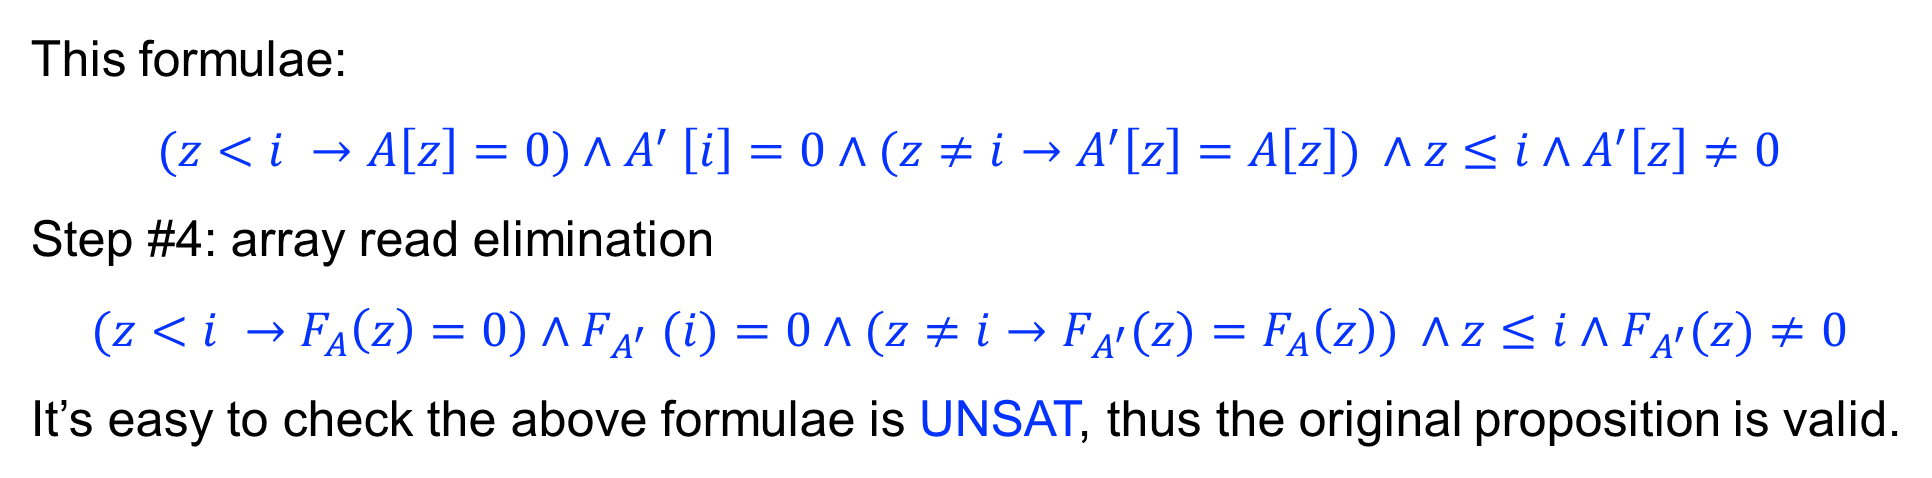 This formulae:
(z < i → A[z] = 0) ∧ A′ [i] = 0 ∧ (z ≠ i → A′[z] = A[z]) ∧ z ≤ i ∧ A′[z] ≠ 0
Step #4: array read elimination
(z < i → F_A(z) = 0) ∧ F_A′ (i) = 0 ∧ (z ≠ i → F_A′(z) = F_A(z)) ∧ z ≤ i ∧ F_A′(z) ≠ 0
It’s easy to check the above formulae is UNSAT, thus the original proposition is valid.